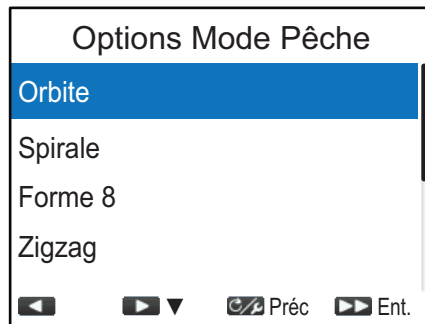 Options Mode Pêche
Orbite
Spirale
Forme 8
Zigzag
Préc Ent.